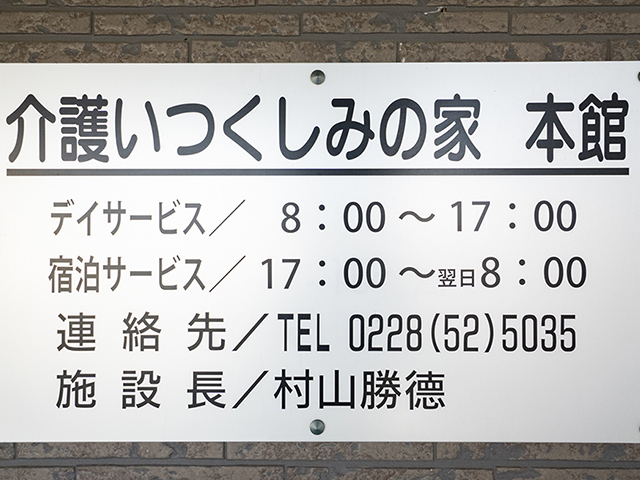 介護いつくしみの家 本館
デイサービス／ 8：00～17：00
宿泊サービス／17：00～翌日8：00
連絡先／TEL 0228(52)5035
施設長／村山勝德